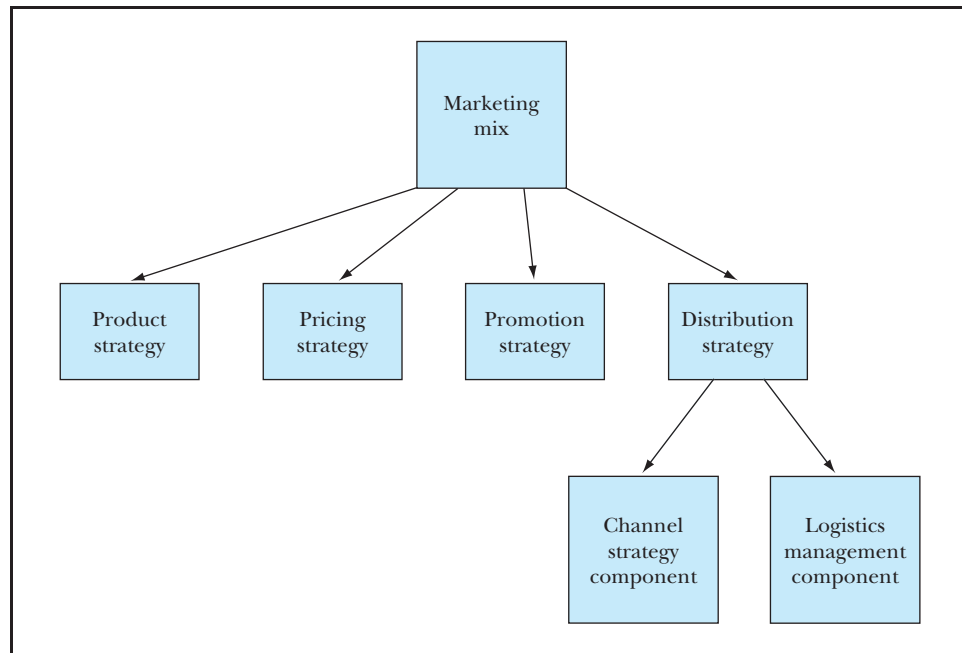 Marketing
mix
Product
strategy
Pricing
strategy
Promotion
strategy
Distribution
strategy
Channel
strategy
component
Logistics
management
component